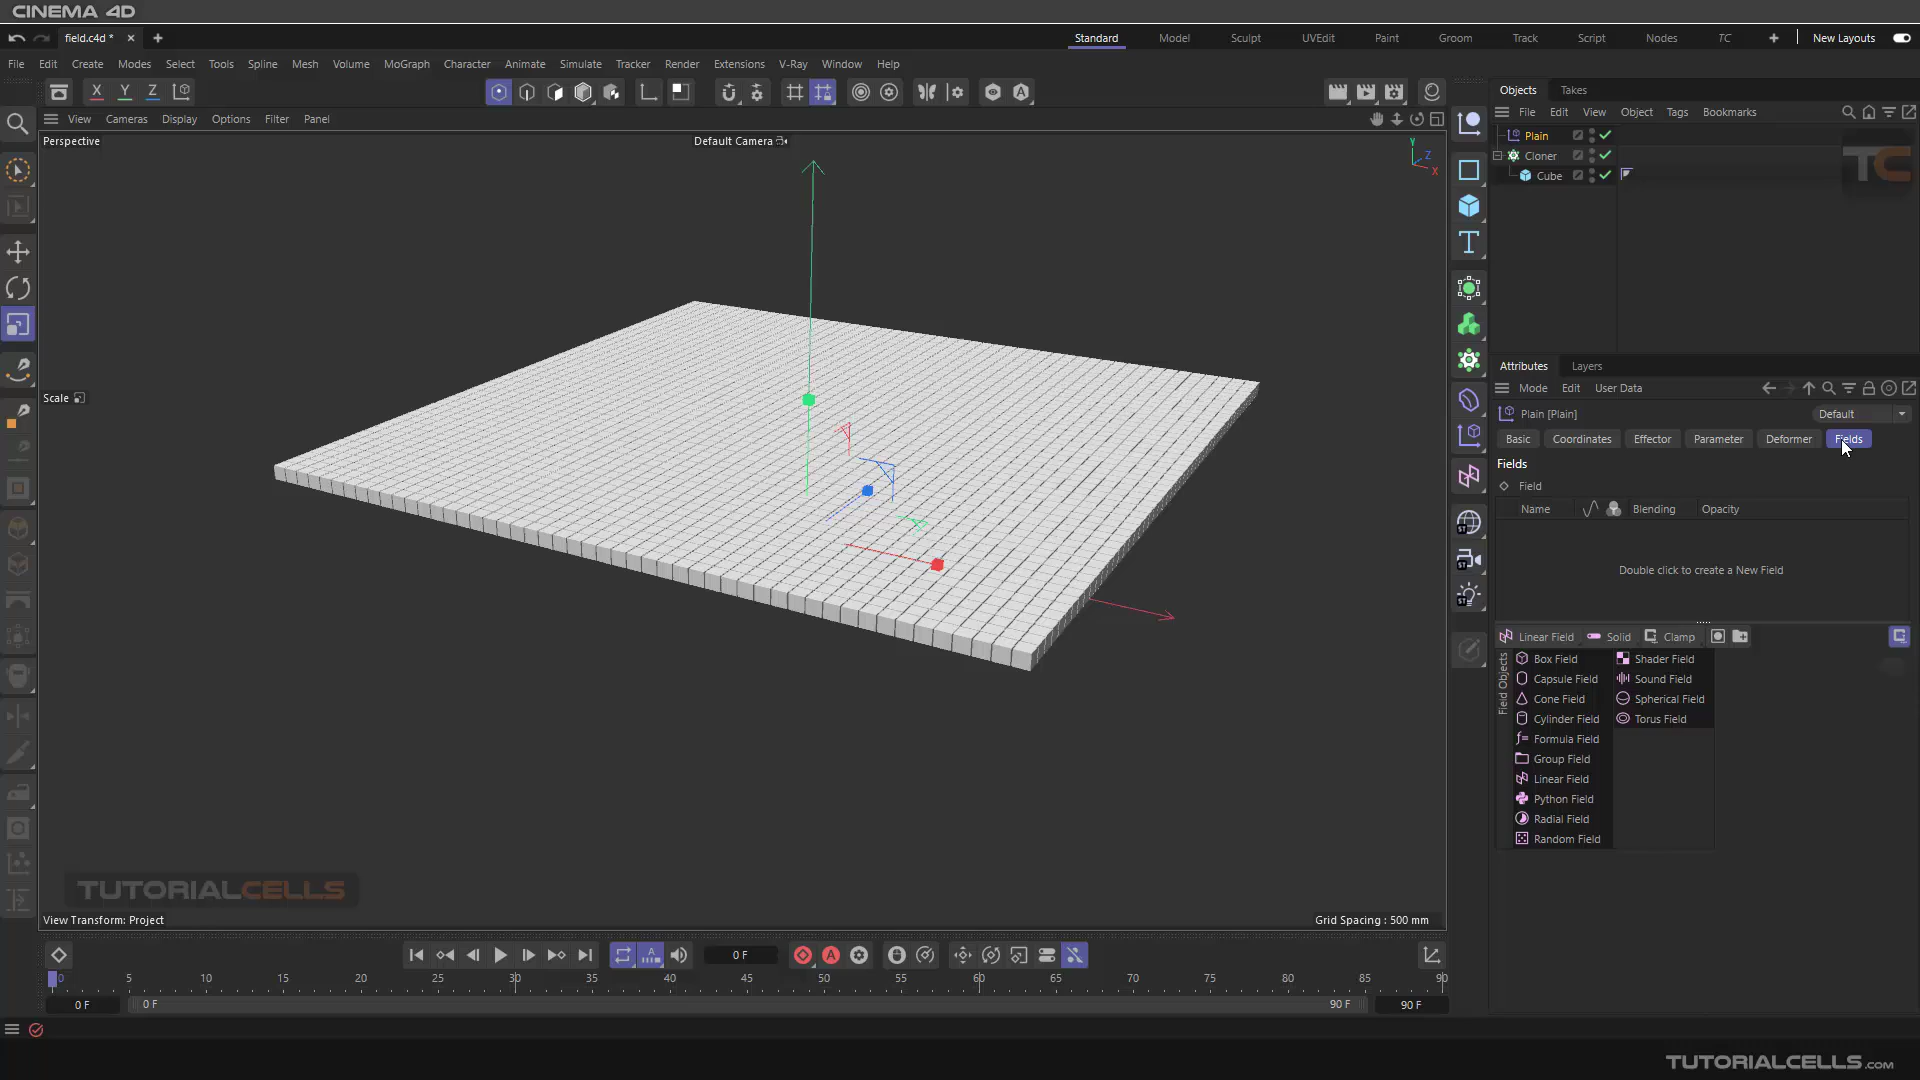 CINEMA 4D
field.c4d *
Standard Model Sculpt UVEdit Paint Groom Track Script Nodes TC New Layouts
File Edit Create Modes Select Tools Spline Mesh Volume MoGraph Character Animate Simulate Tracker Render Extensions V-Ray Window Help
X Y Z
View Cameras Display Options Filter Panel
Perspective
Default Camera
Y
Z
X
Scale
View Transform: Project
Grid Spacing : 500 mm
TUTORIALCELLS
Objects Takes
File Edit View Object Tags Bookmarks
Plain
Cloner
Cube
TC
Attributes Layers
Mode Edit User Data
Plain [Plain]
Default
Basic Coordinates Effector Parameter Deformer Fields
Fields
Field
Name Blending Opacity
Double click to create a New Field
Linear Field Solid Clamp
Field Objects
Box Field Shader Field
Capsule Field Sound Field
Cone Field Spherical Field
Cylinder Field Torus Field
Formula Field
Group Field
Linear Field
Python Field
Radial Field
Random Field
0 F
0 5 10 15 20 25 30 35 40 45 50 55 60 65 70 75 80 85 90
0 F 0 F 90 F 90 F
TUTORIALCELLS.com